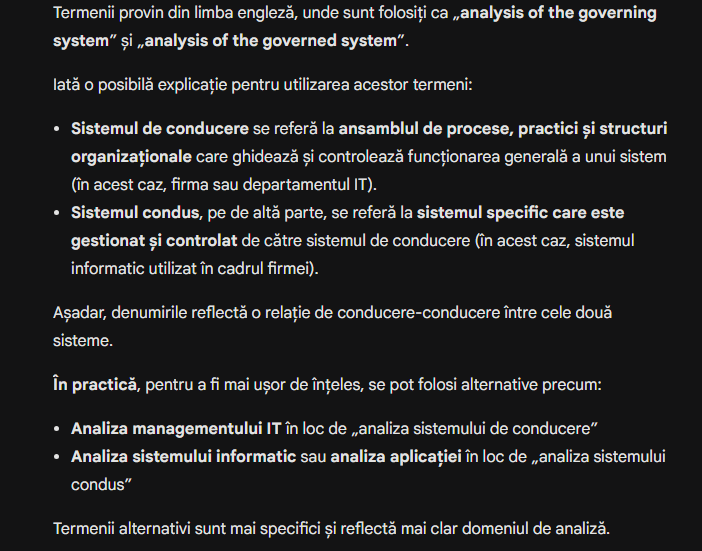 Termenii provin din limba engleză, unde sunt folosiți ca „analysis of the governing
system” și „analysis of the governed system”.
Iată o posibilă explicație pentru utilizarea acestor termeni:
• Sistemul de conducere se referă la ansamblul de procese, practici și structuri
organizaționale care ghidează și controlează funcționarea generală a unui sistem
(în acest caz, firma sau departamentul IT).
• Sistemul condus, pe de altă parte, se referă la sistemul specific care este
gestionat și controlat de către sistemul de conducere (în acest caz, sistemul
informatic utilizat în cadrul firmei).
Așadar, denumirile reflectă o relație de conducere-conducere între cele două
sisteme.
În practică, pentru a fi mai ușor de înțeles, se pot folosi alternative precum:
• Analiza managementului IT în loc de „analiza sistemului de conducere”
• Analiza sistemului informatic sau analiza aplicației în loc de „analiza sistemului
condus”
Termenii alternativi sunt mai specifici și reflectă mai clar domeniul de analiză.